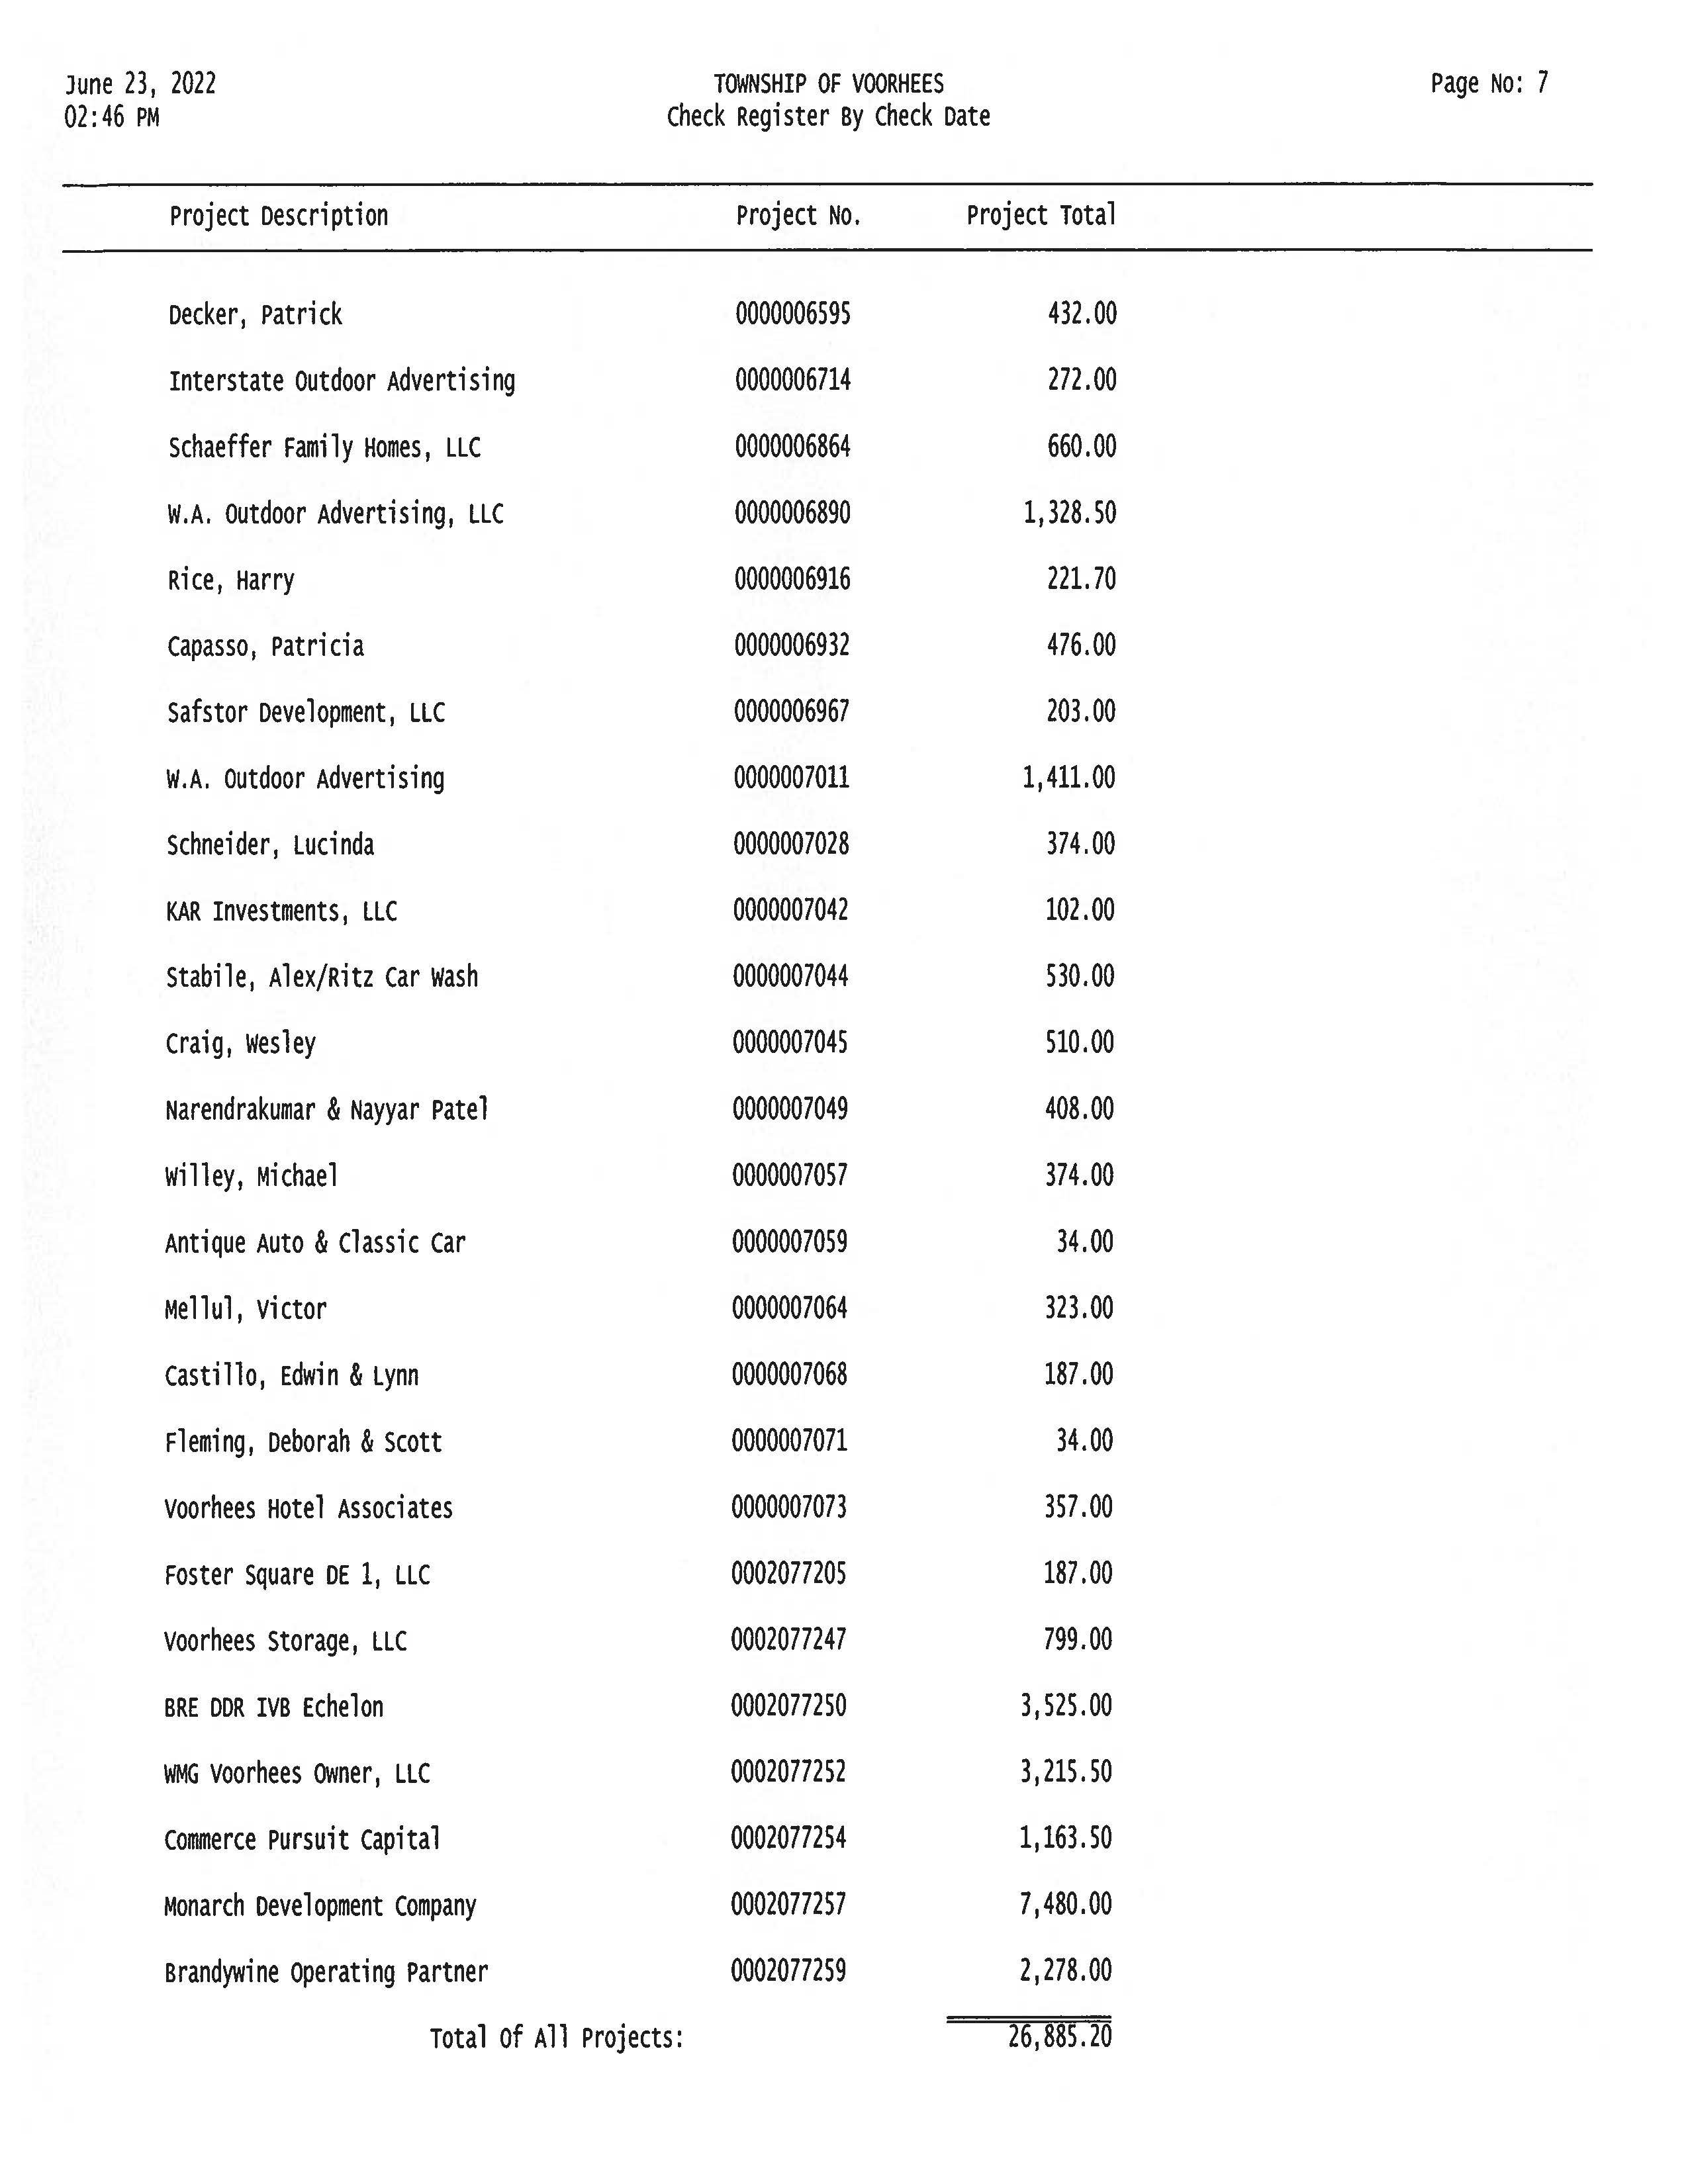 June 23, 2022 TOWNSHIP OF VOORHEES Page No: 7
02:46 PM Check Register By Check Date
Project Description Project No. Project Total
Decker, Patrick 0000006595 432.00
Interstate Outdoor Advertising 0000006714 272.00
Schaeffer Family Homes, LLC 0000006864 660.00
W.A. Outdoor Advertising, LLC 0000006890 1,328.50
Rice, Harry 0000006916 221.70
Capasso, Patricia 0000006932 476.00
Safstor Development, LLC 0000006967 203.00
W.A. Outdoor Advertising 0000007011 1,411.00
Schneider, Lucinda 0000007028 374.00
KAR Investments, LLC 0000007042 102.00
Stabile, Alex/Ritz Car Wash 0000007044 530.00
Craig, Wesley 0000007045 510.00
Narendrakumar & Nayyar Patel 0000007049 408.00
Willey, Michael 0000007057 374.00
Antique Auto & Classic Car 0000007059 34.00
Mellul, Victor 0000007064 323.00
Castillo, Edwin & Lynn 0000007068 187.00
Fleming, Deborah & Scott 0000007071 34.00
Voorhees Hotel Associates 0000007073 357.00
Foster Square DE 1, LLC 0002077205 187.00
Voorhees Storage, LLC 0002077247 799.00
BRE DDR IVB Echelon 0002077250 3,525.00
WMG Voorhees Owner, LLC 0002077252 3,215.50
Commerce Pursuit Capital 0002077254 1,163.50
Monarch Development Company 0002077257 7,480.00
Brandywine Operating Partner 0002077259 2,278.00
Total Of All Projects: 26,885.20